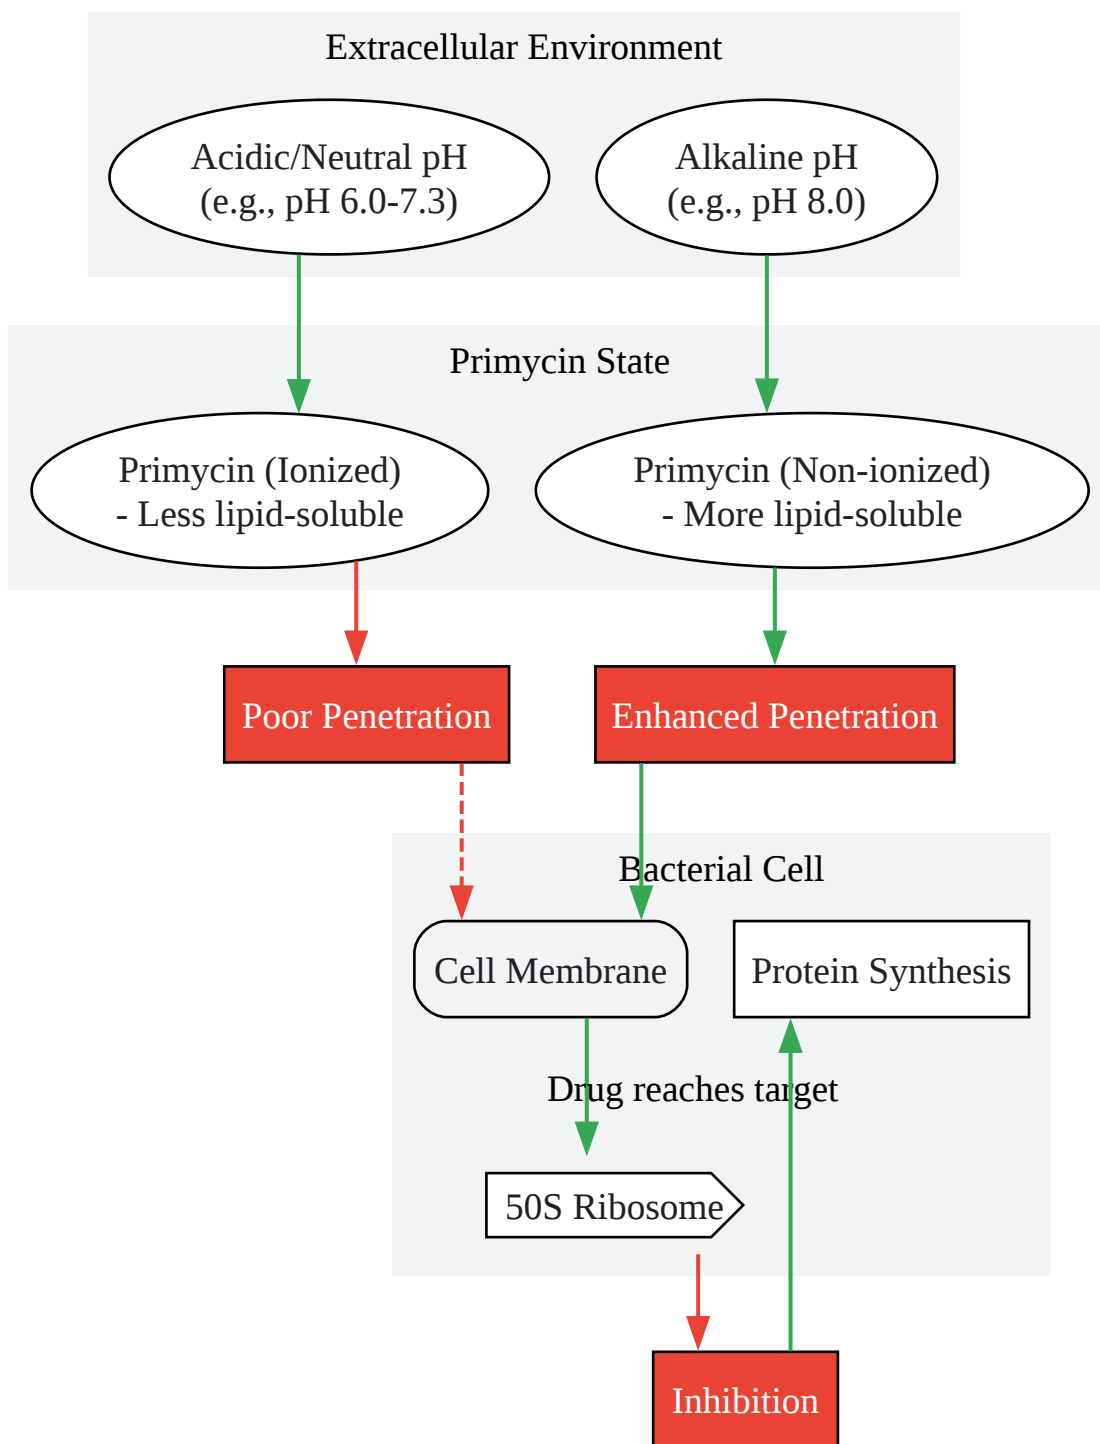 Extracellular Environment
Acidic/Neutral pH
(e.g., pH 6.0-7.3)
Alkaline pH
(e.g., pH 8.0)
Primycin State
Primycin (Ionized)
- Less lipid-soluble
Primycin (Non-ionized)
- More lipid-soluble
Poor Penetration
Enhanced Penetration
Bacterial Cell
Cell Membrane
Protein Synthesis
Drug reaches target
50S Ribosome
Inhibition